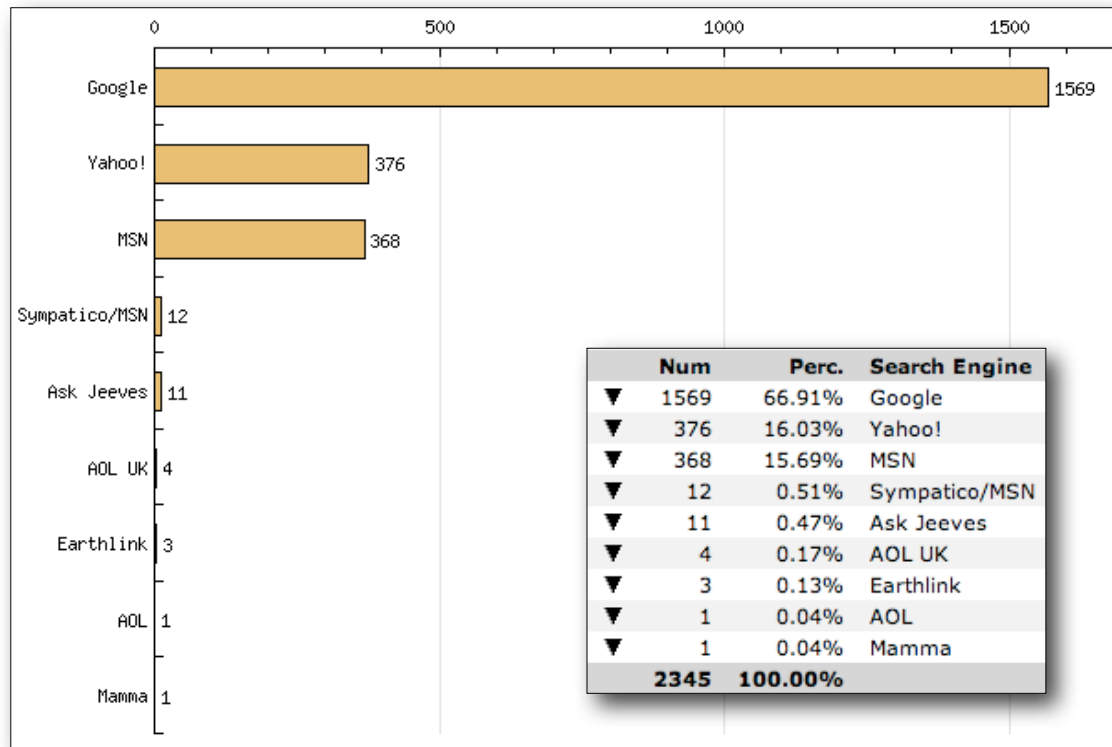 0 500 1000 1500
Google 1569
Yahoo! 376
MSN 368
Sympatico/MSN 12
Ask Jeeves 11
AOL UK 4
Earthlink 3
AOL 1
Mamma 1
Num Perc. Search Engine
▼ 1569 66.91% Google
▼ 376 16.03% Yahoo!
▼ 368 15.69% MSN
▼ 12 0.51% Sympatico/MSN
▼ 11 0.47% Ask Jeeves
▼ 4 0.17% AOL UK
▼ 3 0.13% Earthlink
▼ 1 0.04% AOL
▼ 1 0.04% Mamma
2345 100.00%